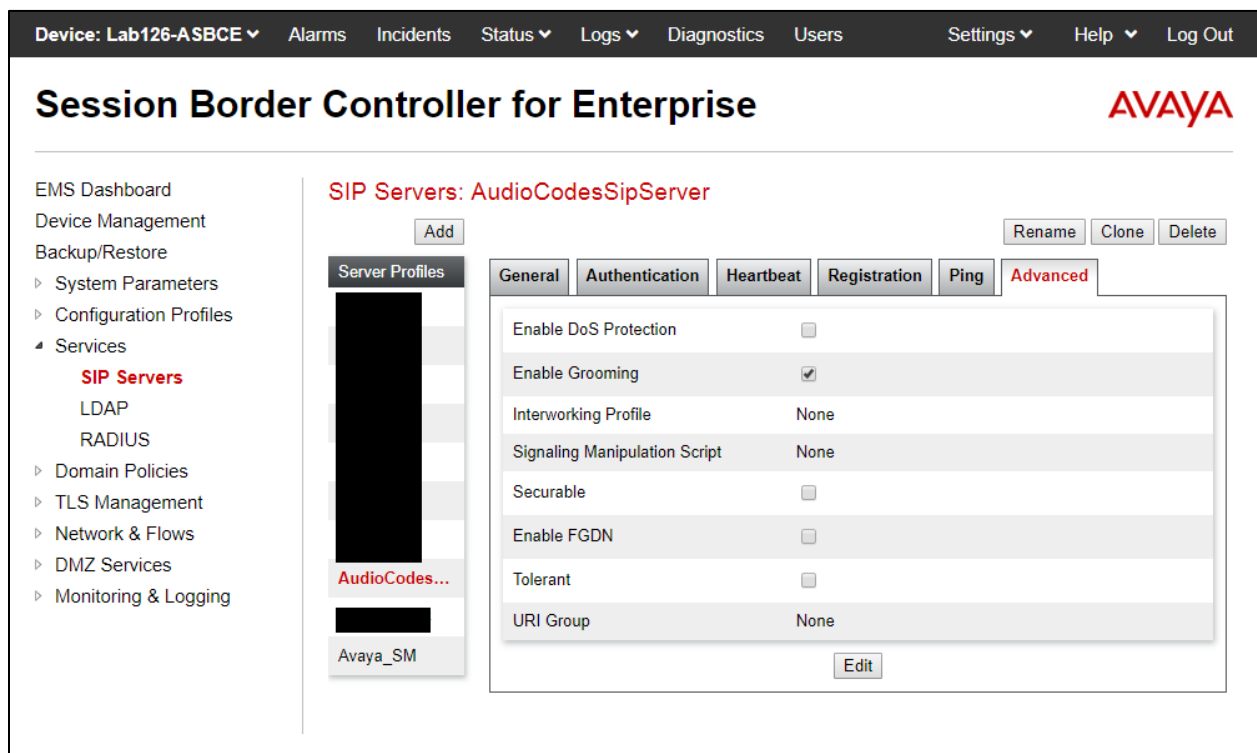 Device: Lab126-ASBCE Alarms Incidents Status Logs Diagnostics Users Settings Help Log Out
Session Border Controller for Enterprise
AVAYA
EMS Dashboard
Device Management
Backup/Restore
System Parameters
Configuration Profiles
Services
SIP Servers
LDAP
RADIUS
Domain Policies
TLS Management
Network & Flows
DMZ Services
Monitoring & Logging
SIP Servers: AudioCodesSipServer
Add
Rename Clone Delete
Server Profiles
AudioCodes...
Avaya_SM
General Authentication Heartbeat Registration Ping Advanced
Enable DoS Protection
Enable Grooming
Interworking Profile None
Signaling Manipulation Script None
Securable
Enable FGDN
Tolerant
URI Group None
Edit